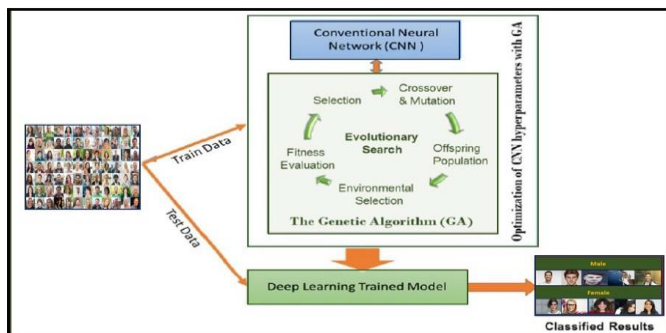 Conventional Neural
Network (CNN )
Optimization of CNN hyperparameters with GA
Selection
Crossover
& Mutation
Evolutionary
Search
Fitness
Evaluation
Offspring
Population
Environmental
Selection
The Genetic Algorithm (GA)
Train Data
Test Data
Deep Learning Trained Model
Male
Female
Classified Results